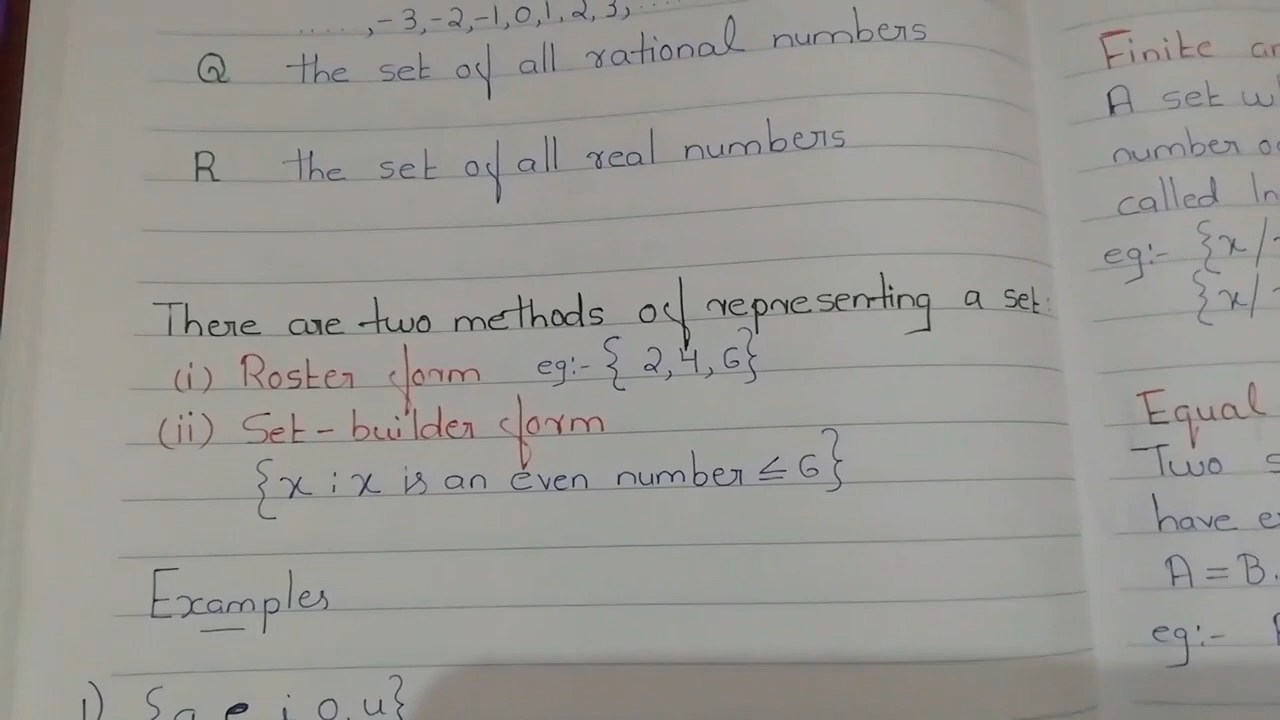 ....., -3, -2, -1, 0, 1, 2, 3, ...
Q the set of all rational numbers
R the set of all real numbers
There are two methods of representing a set:
(i) Roster form eg:- { 2, 4, 6}
(ii) Set-builder form
{x : x is an even number ≤ 6}
Examples
1) {a, e, i, o, u}
Finite
A set
number
called
eg:- {x /
{x /
Equal
Two
have
A = B.
eg:-